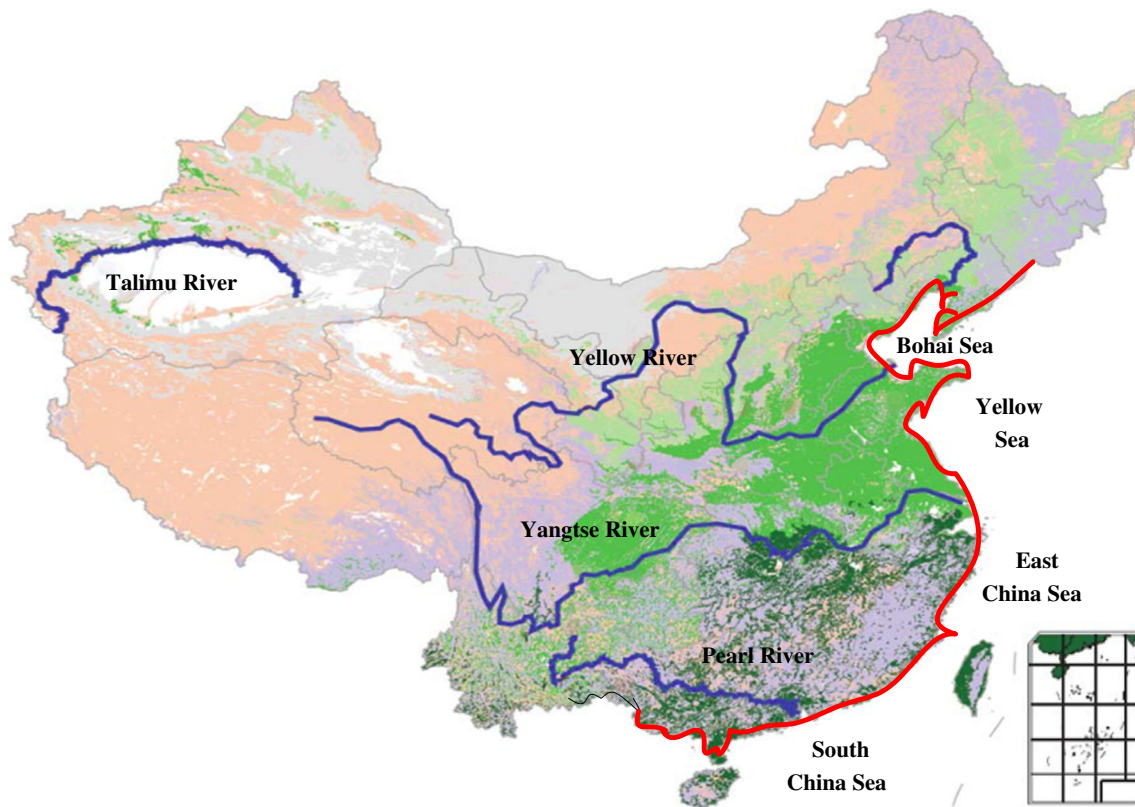 Talimu River
Yellow River
Bohai Sea
Yellow
Sea
Yangtse River
East
China Sea
Pearl River
South
China Sea